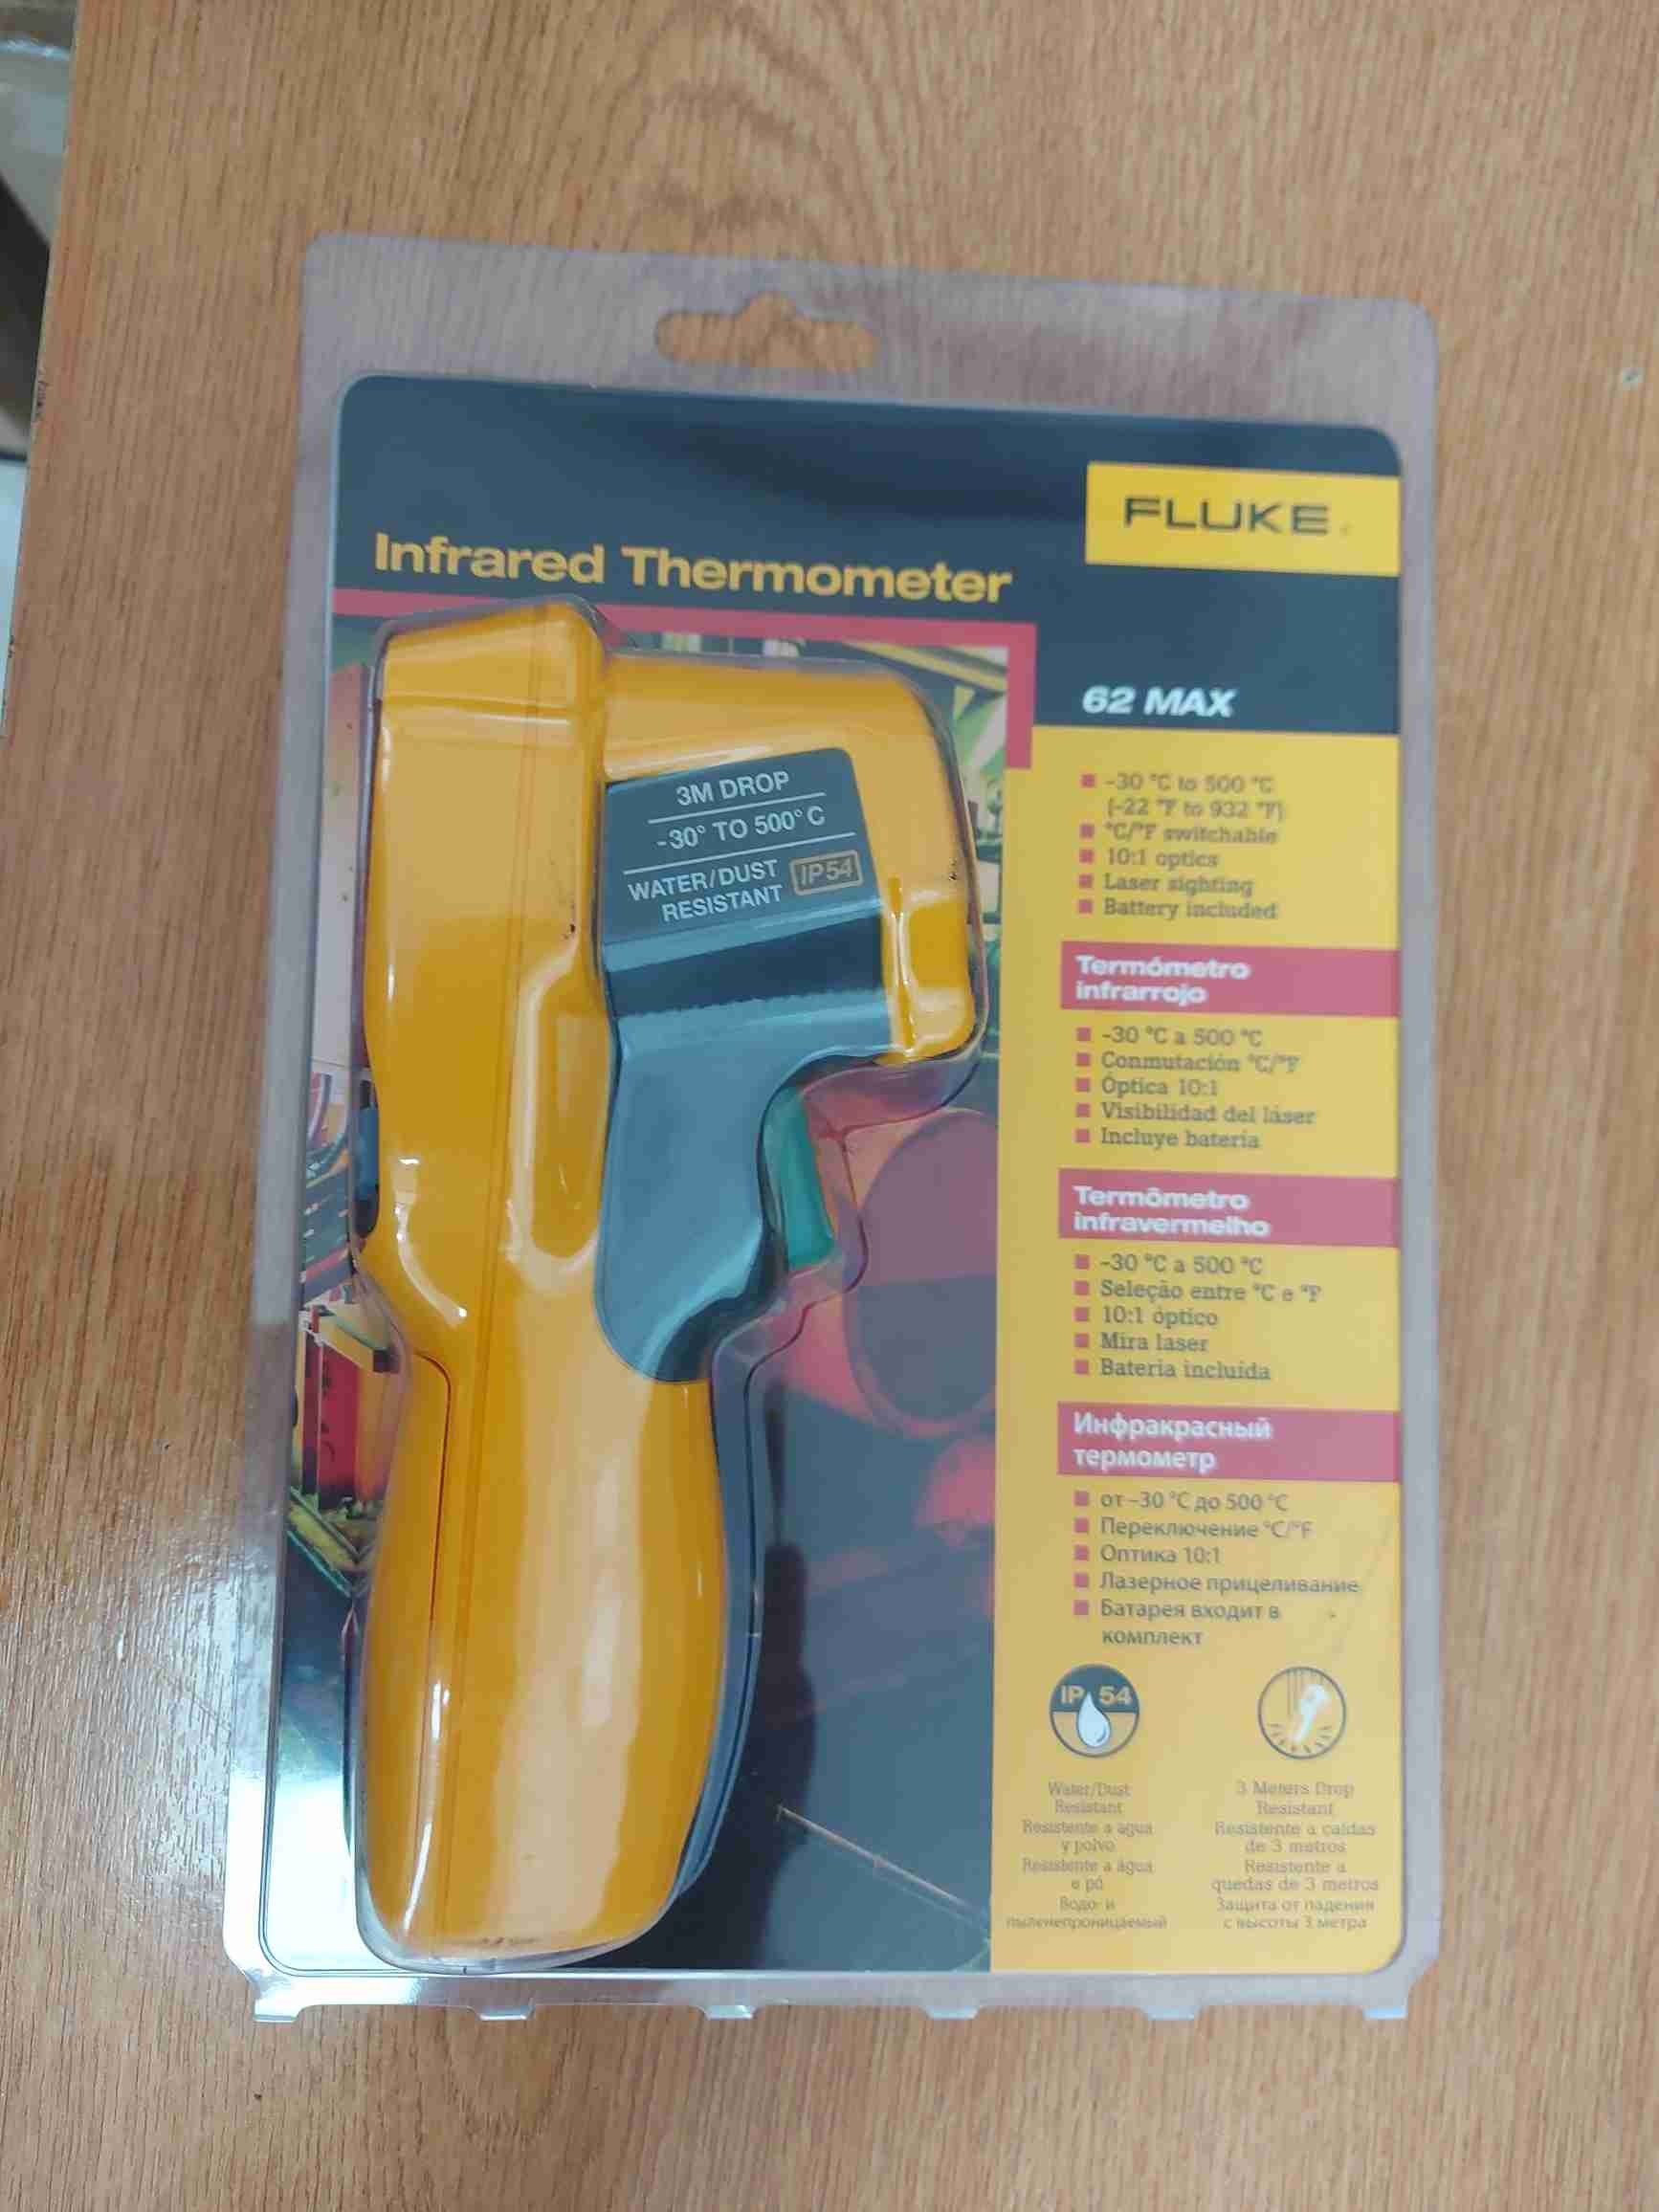 FLUKE
Infrared Thermometer
62 MAX
3M DROP
-30° TO 500° C
WATER/DUST
RESISTANT
IP54
-30 °C to 500 °C
(-22 °F to 932 °F)
°C/°F switchable
10:1 optics
Laser sighting
Battery included
Termómetro
infrarrojo
-30 °C a 500 °C
Conmutación °C/°F
Óptica 10:1
Visibilidad del láser
Incluye batería
Termômetro
infravermelho
-30 °C a 500 °C
Seleção entre °C e °F
10:1 óptico
Mira laser
Bateria incluída
Инфракрасный
термометр
от -30 °C до 500 °C
Переключение °C/°F
Оптика 10:1
Лазерное прицеливание
Батарея входит в
комплект
IP 54
Water/Dust
Resistant
Resistente a agua
y polvo
Resistente a água
e pó
Водо- и
пыленепроницаемый
3 Meters Drop
Resistant
Resistente a caídas
de 3 metros
Resistente a
quedas de 3 metros
Защита от падения
с высоты 3 метра